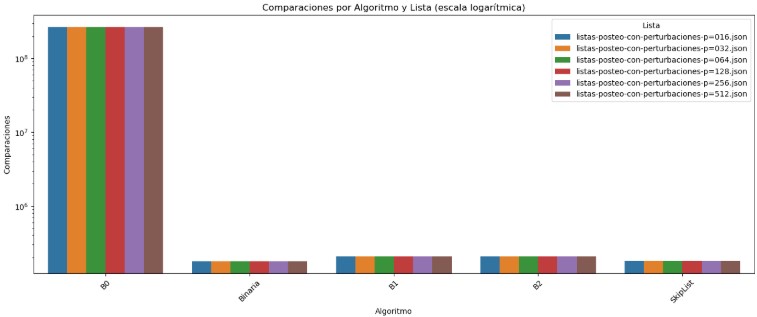 Comparaciones por Algoritmo y Lista (escala logarítmica)
Lista
listas-posteo-con-perturbaciones-p=016.json
listas-posteo-con-perturbaciones-p=032.json
listas-posteo-con-perturbaciones-p=064.json
listas-posteo-con-perturbaciones-p=128.json
listas-posteo-con-perturbaciones-p=256.json
listas-posteo-con-perturbaciones-p=512.json
Comparaciones
10⁸
10⁷
10⁶
B0
Binaria
B1
B2
SkipList
Algoritmo